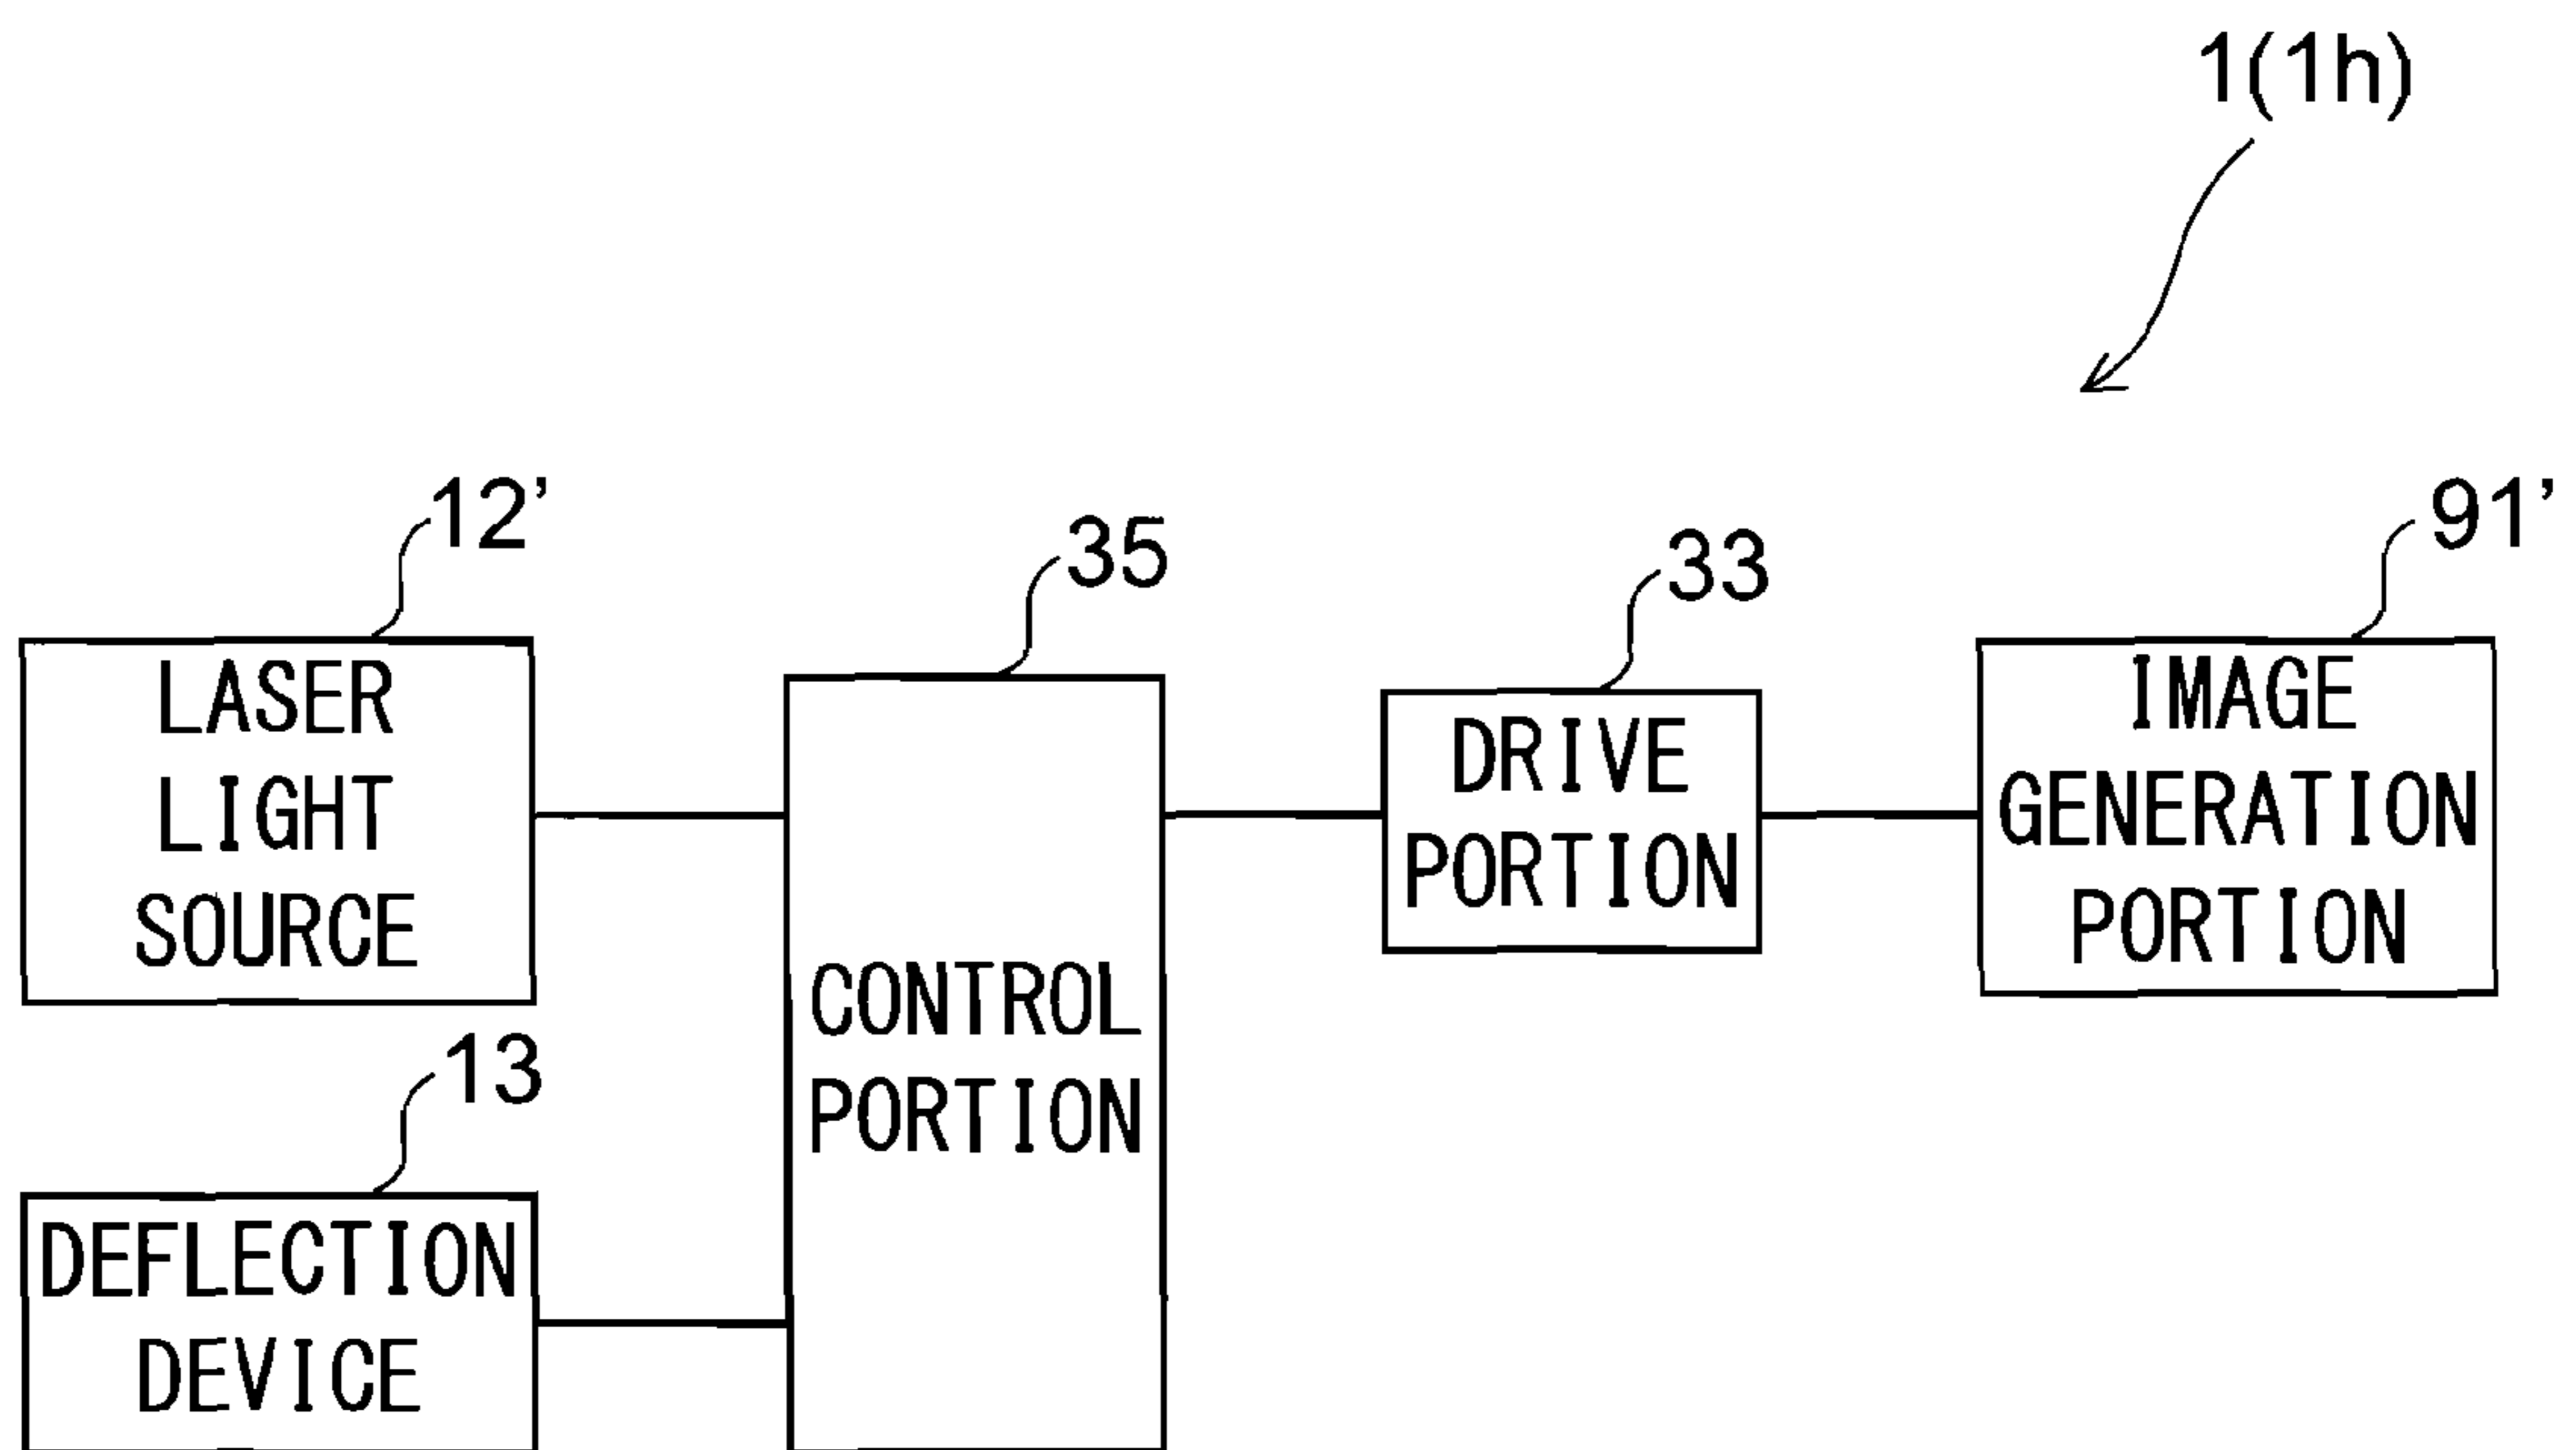 1(1h)
12’
LASER
LIGHT
SOURCE
13
DEFLECTION
DEVICE
35
CONTROL
PORTION
33
DRIVE
PORTION
91’
IMAGE
GENERATION
PORTION